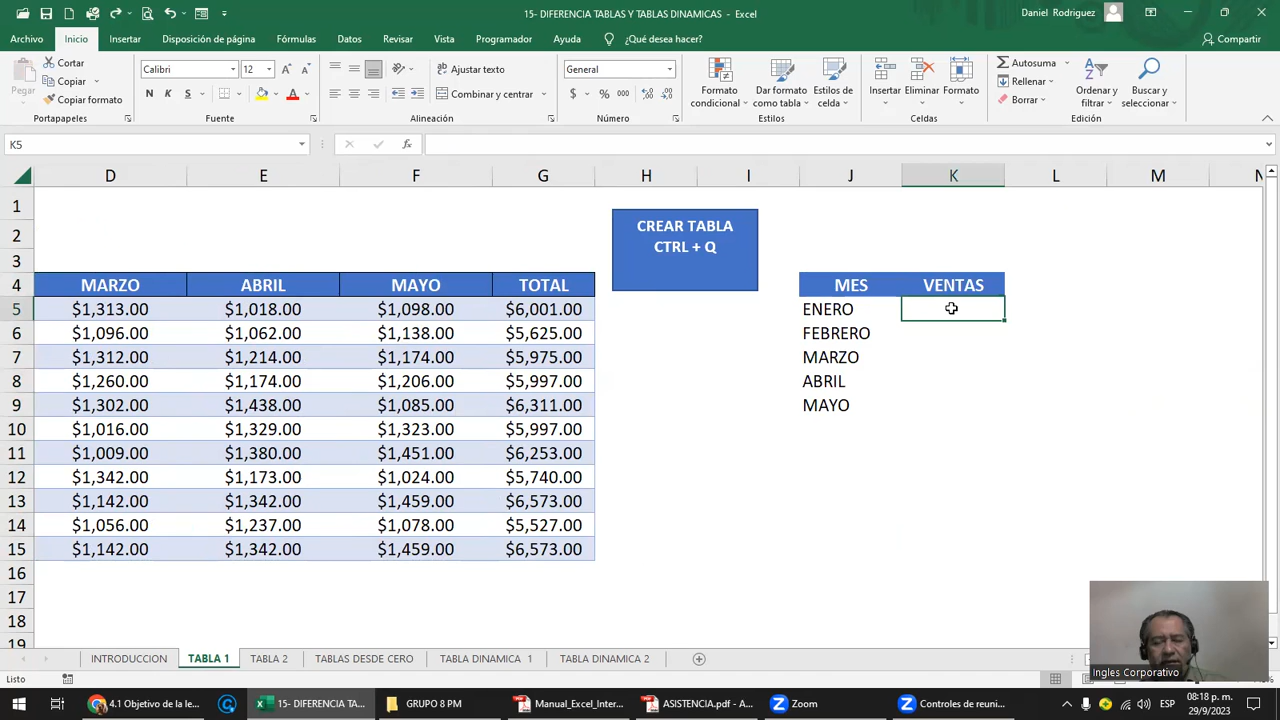 15- DIFERENCIA TABLAS Y TABLAS DINAMICAS - Excel
Daniel Rodriguez
Archivo Inicio Insertar Disposición de página Fórmulas Datos Revisar Vista Programador Ayuda ¿Qué desea hacer? Compartir
Pegar
Cortar
Copiar
Copiar formato
Portapapeles
Calibri 12
N K S
Fuente
Ajustar texto
Combinar y centrar
Alineación
General
$ % 000
Número
Formato condicional
Dar formato como tabla
Estilos de celda
Estilos
Insertar Eliminar Formato
Celdas
Autosuma
Rellenar
Borrar
Ordenar y filtrar
Buscar y seleccionar
Edición
K5
fx
D E F G H I J K L M N
1
2
3
CREAR TABLA
CTRL + Q
4 MARZO ABRIL MAYO TOTAL MES VENTAS
5 $1,313.00 $1,018.00 $1,098.00 $6,001.00 ENERO
6 $1,096.00 $1,062.00 $1,138.00 $5,625.00 FEBRERO
7 $1,312.00 $1,214.00 $1,174.00 $5,975.00 MARZO
8 $1,260.00 $1,174.00 $1,206.00 $5,997.00 ABRIL
9 $1,302.00 $1,438.00 $1,085.00 $6,311.00 MAYO
10 $1,016.00 $1,329.00 $1,323.00 $5,997.00
11 $1,009.00 $1,380.00 $1,451.00 $6,253.00
12 $1,342.00 $1,173.00 $1,024.00 $5,740.00
13 $1,142.00 $1,342.00 $1,459.00 $6,573.00
14 $1,056.00 $1,237.00 $1,078.00 $5,527.00
15 $1,142.00 $1,342.00 $1,459.00 $6,573.00
16
17
18
19
Ingles Corporativo
INTRODUCCION TABLA 1 TABLA 2 TABLAS DESDE CERO TABLA DINAMICA 1 TABLA DINAMICA 2
Listo
4.1 Objetivo de la le...
15- DIFERENCIA TA...
GRUPO 8 PM
Manual_Excel_Inter...
ASISTENCIA.pdf - A...
Zoom
Controles de reuni...
ESP
08:18 p. m.
29/9/2023